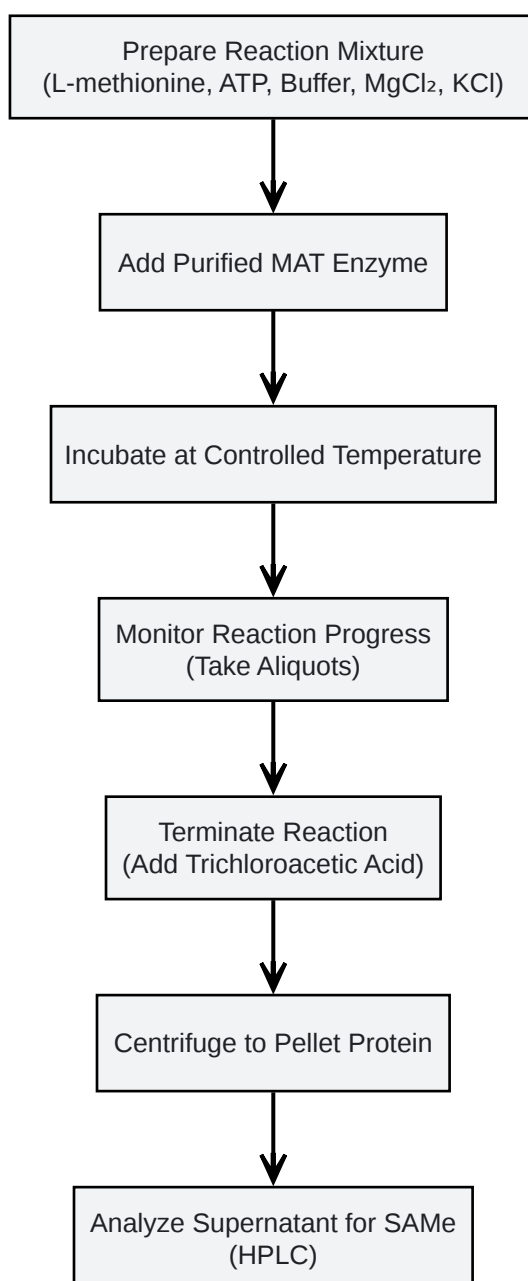 Prepare Reaction Mixture
(L-methionine, ATP, Buffer, MgCl₂, KCl)
Add Purified MAT Enzyme
Incubate at Controlled Temperature
Monitor Reaction Progress
(Take Aliquots)
Terminate Reaction
(Add Trichloroacetic Acid)
Centrifuge to Pellet Protein
Analyze Supernatant for SAMe
(HPLC)